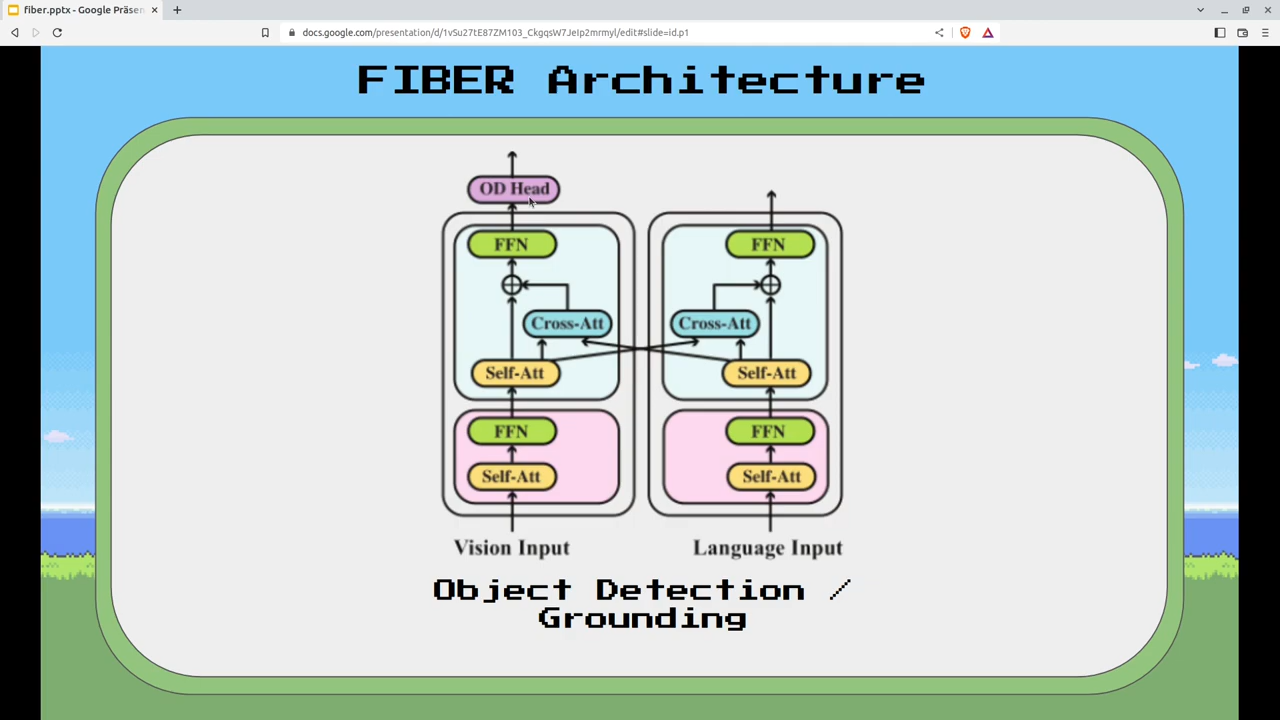 fiber.pptx - Google Präsen
docs.google.com/presentation/d/1vSu27tE87ZM103_CkgqsW7JeIp2mrmyl/edit#slide=id.p1
FIBER Architecture
OD Head
FFN FFN
Cross-Att Cross-Att
Self-Att Self-Att
FFN FFN
Self-Att Self-Att
Vision Input Language Input
Object Detection /
Grounding